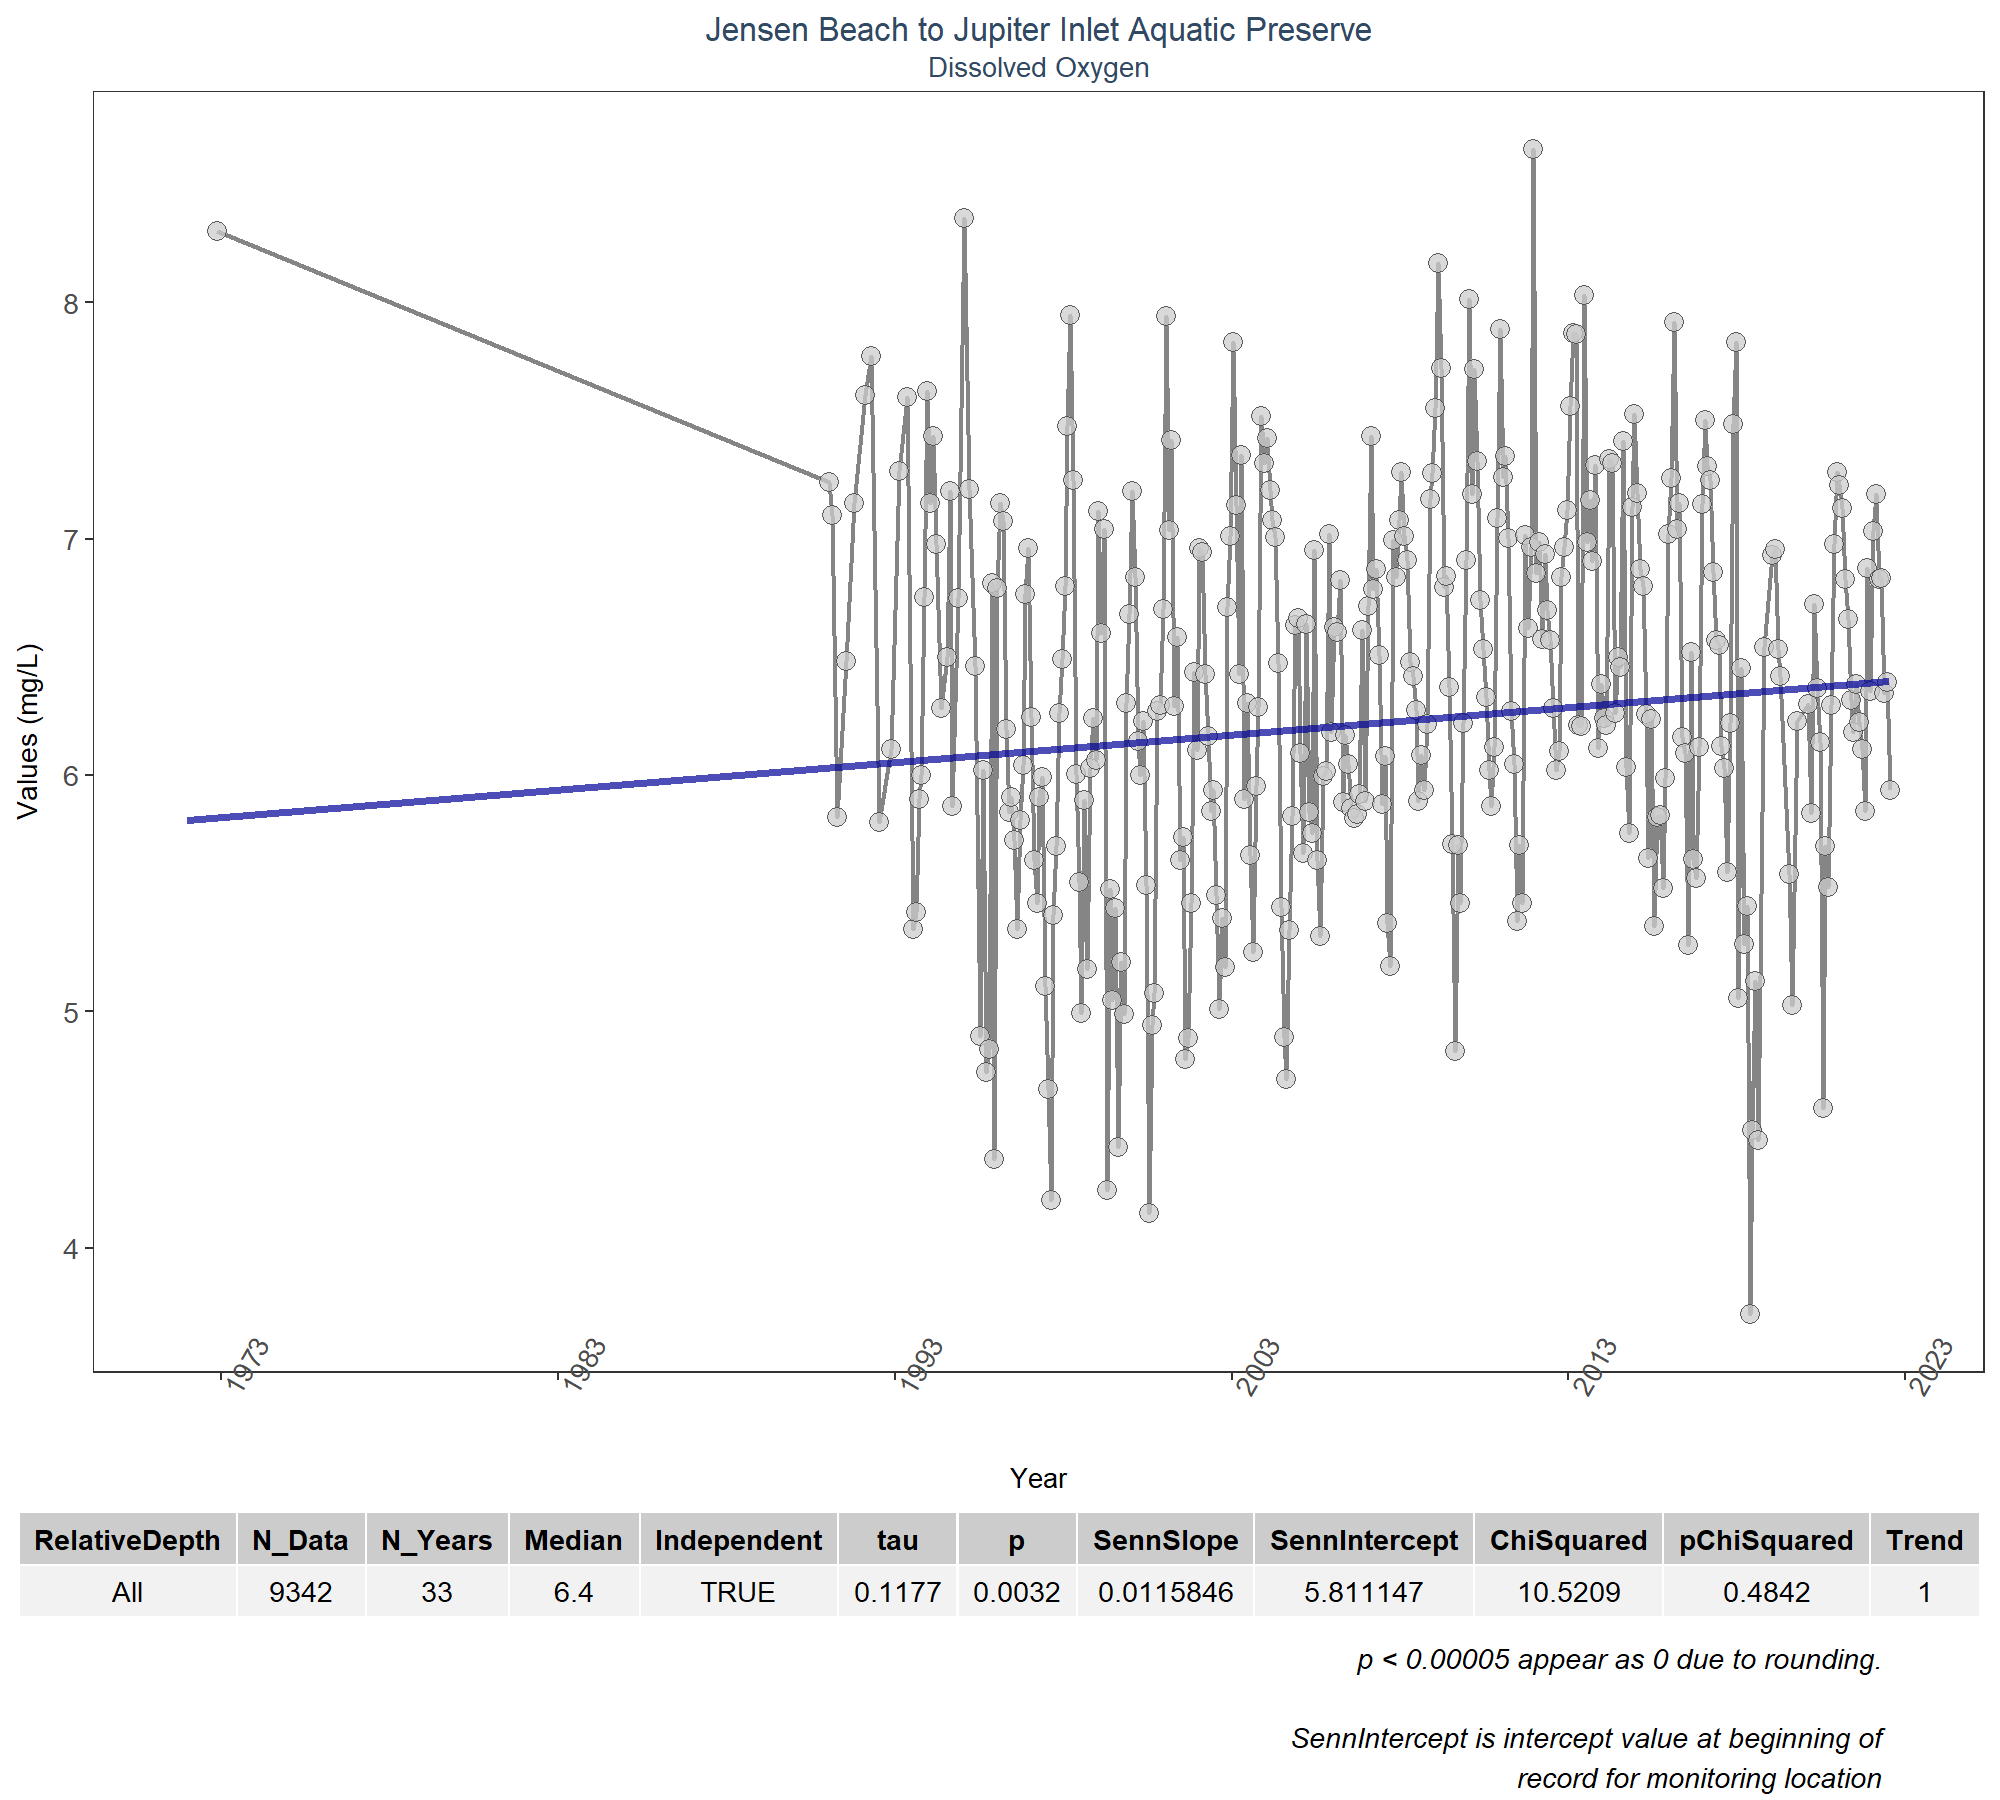 Jensen Beach to Jupiter Inlet Aquatic Preserve
Dissolved Oxygen
Values (mg/L)
8
7
6
5
4
1973
1983
1993
2003
2013
2023
Year
RelativeDepth N_Data N_Years Median Independent tau p SennSlope SennIntercept ChiSquared pChiSquared Trend
All 9342 33 6.4 TRUE 0.1177 0.0032 0.0115846 5.811147 10.5209 0.4842 1
p < 0.00005 appear as 0 due to rounding.
SennIntercept is intercept value at beginning of
record for monitoring location